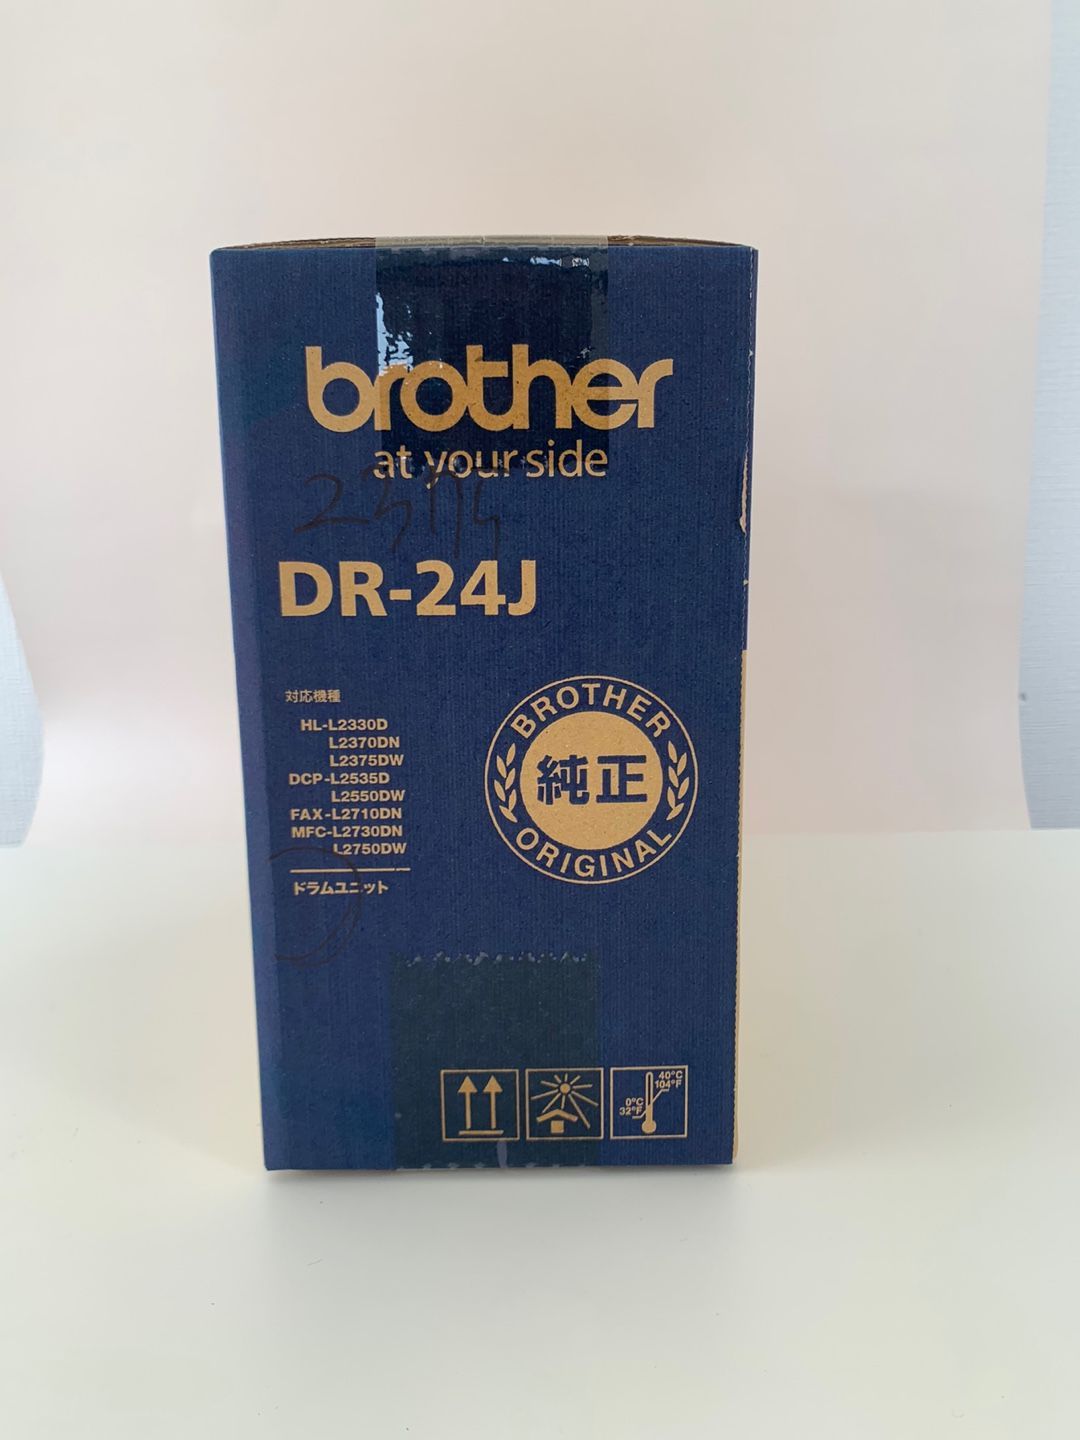 brother
at your side
DR-24J
対応機種
HL-L2330D
L2370DN
L2375DW
DCP-L2535D
L2550DW
FAX-L2710DN
MFC-L2730DN
L2750DW
ドラムユニット
BROTHER
純正
ORIGINAL
40°C
104°F
0°C
32°F